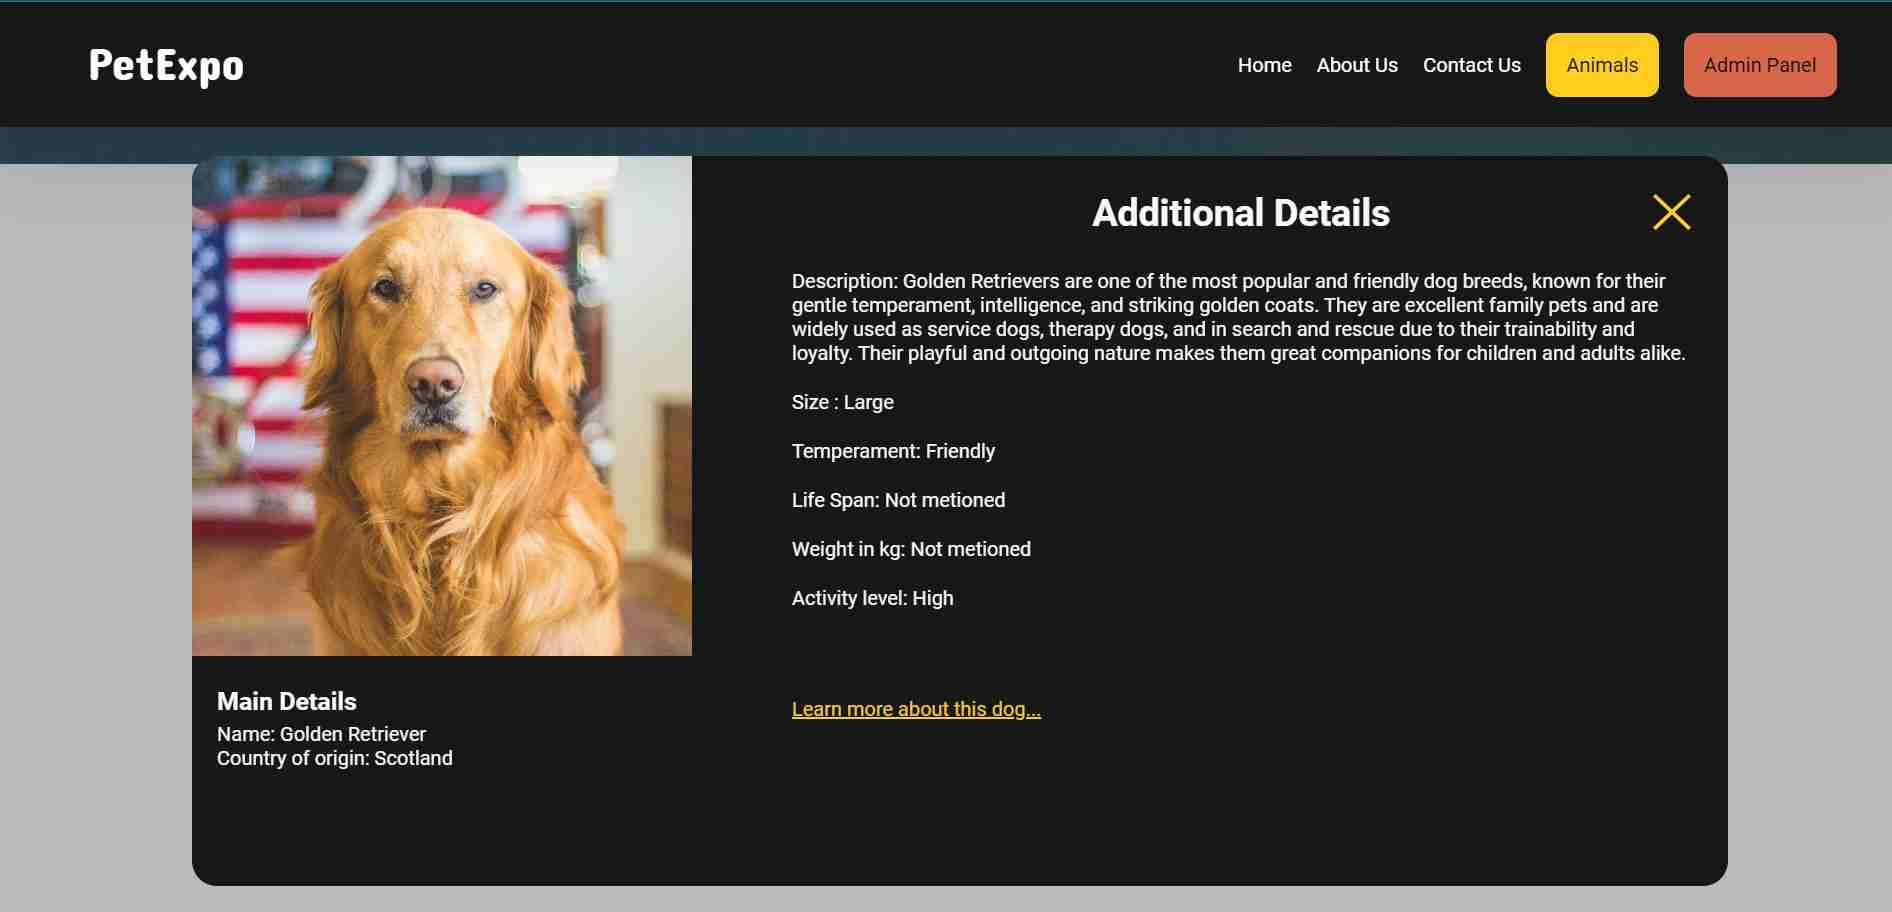 PetExpo
Home
About Us
Contact Us
Animals
Admin Panel
Additional Details
Description: Golden Retrievers are one of the most popular and friendly dog breeds, known for their
gentle temperament, intelligence, and striking golden coats. They are excellent family pets and are
widely used as service dogs, therapy dogs, and in search and rescue due to their trainability and
loyalty. Their playful and outgoing nature makes them great companions for children and adults alike.
Size : Large
Temperament: Friendly
Life Span: Not metioned
Weight in kg: Not metioned
Activity level: High
Learn more about this dog...
Main Details
Name: Golden Retriever
Country of origin: Scotland